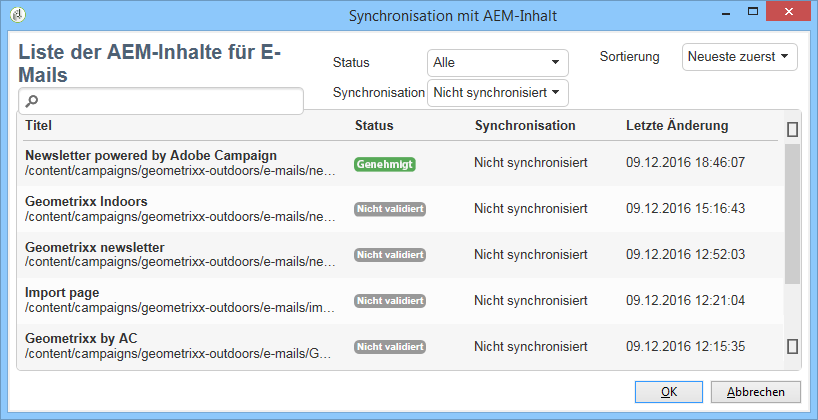 Synchronisation mit AEM-Inhalt
Liste der AEM-Inhalte für E-
Mails
Status Alle
Synchronisation Nicht synchronisiert
Sortierung Neueste zuerst
Titel Status Synchronisation Letzte Änderung
Newsletter powered by Adobe Campaign
/content/campaigns/geometrixx-outdoors/e-mails/ne…
Genehmigt Nicht synchronisiert 09.12.2016 18:46:07
Geometrixx Indoors
/content/campaigns/geometrixx-outdoors/e-mails/ne…
Nicht validiert Nicht synchronisiert 09.12.2016 15:16:43
Geometrixx newsletter
/content/campaigns/geometrixx-outdoors/e-mails/ne…
Nicht validiert Nicht synchronisiert 09.12.2016 12:52:03
Import page
/content/campaigns/geometrixx-outdoors/e-mails/im…
Nicht validiert Nicht synchronisiert 09.12.2016 12:21:04
Geometrixx by AC
/content/campaigns/geometrixx-outdoors/e-mails/G…
Nicht validiert Nicht synchronisiert 09.12.2016 12:15:35
OK Abbrechen